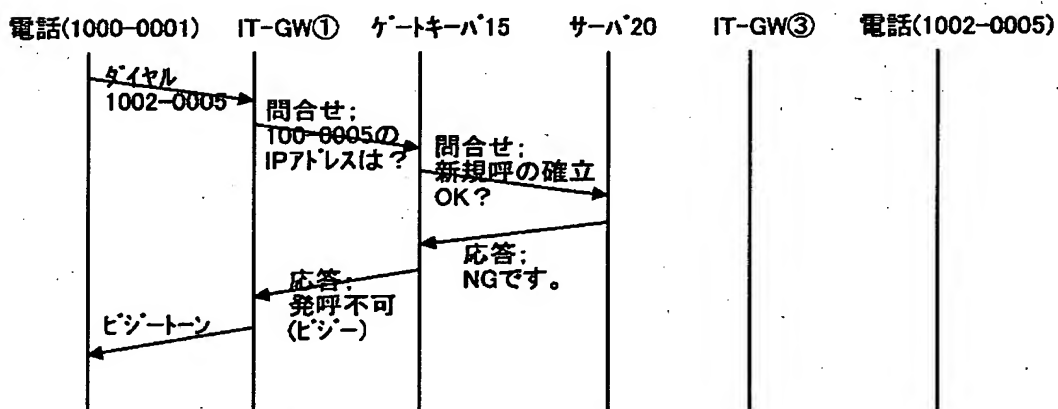 電話(1000-0001) IT-GW① ゲートキーパ15 サーバ20 IT-GW③ 電話(1002-0005)
ダイヤル
1002-0005
問合せ;
100-0005の
IPアドレスは?
問合せ;
新規呼の確立
OK?
応答;
NGです。
応答;
発呼不可
(ビジー)
ビジートーン